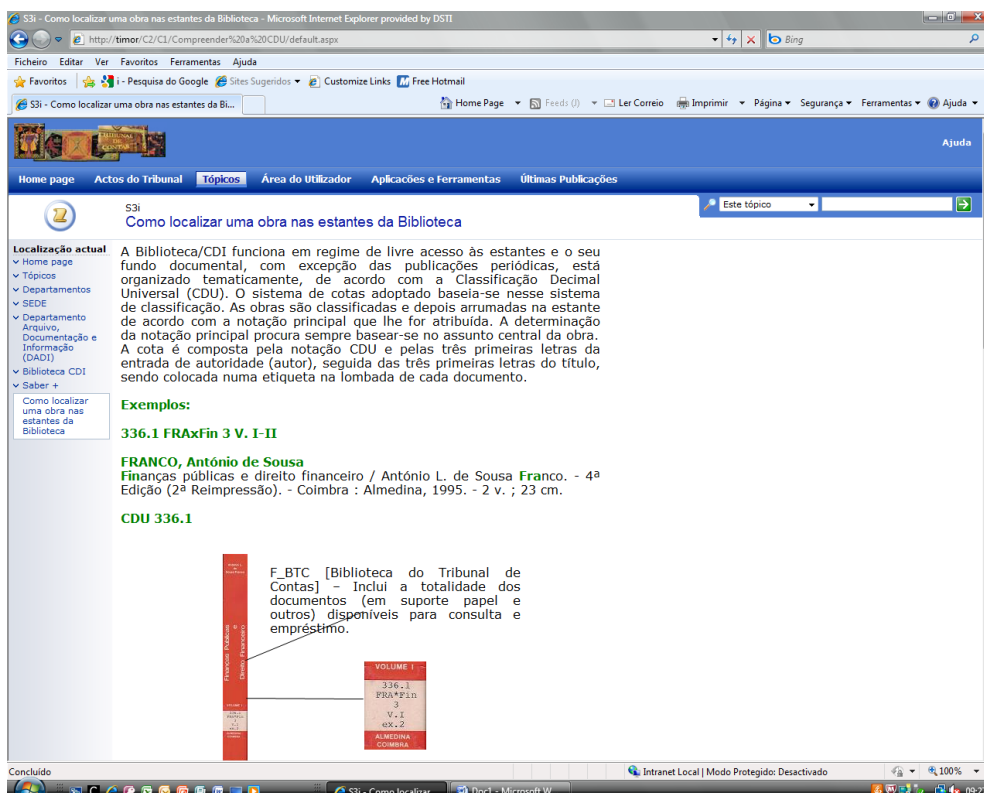 S3i - Como localizar uma obra nas estantes da Biblioteca - Microsoft Internet Explorer provided by DSTI
http://timor/C2/C1/Compreender%20a%20CDU/default.aspx
Bing
Ficheiro Editar Ver Favoritos Ferramentas Ajuda
Favoritos i - Pesquisa do Google Sites Sugeridos Customize Links Free Hotmail
S3i - Como localizar uma obra nas estantes da Bi... Home Page Feeds (J) Ler Correio Imprimir Página Segurança Ferramentas Ajuda
TRIBUNAL
DE
CONTAS
Ajuda
Home page Actos do Tribunal Tópicos Área do Utilizador Aplicacões e Ferramentas Últimas Publicações
S3i
Como localizar uma obra nas estantes da Biblioteca
Este tópico
Localização actual
Home page
Tópicos
Departamentos
SEDE
Departamento
Arquivo,
Documentação e
Informação
(DADI)
Biblioteca CDI
Saber +
Como localizar
uma obra nas
estantes da
Biblioteca
A Biblioteca/CDI funciona em regime de livre acesso às estantes e o seu
fundo documental, com excepção das publicações periódicas, está
organizado tematicamente, de acordo com a Classificação Decimal
Universal (CDU). O sistema de cotas adoptado baseia-se nesse sistema
de classificação. As obras são classificadas e depois arrumadas na estante
de acordo com a notação principal que lhe for atribuída. A determinação
da notação principal procura sempre basear-se no assunto central da obra.
A cota é composta pela notação CDU e pelas três primeiras letras da
entrada de autoridade (autor), seguida das três primeiras letras do título,
sendo colocada numa etiqueta na lombada de cada documento.
Exemplos:
336.1 FRAxFin 3 V. I-II
FRANCO, António de Sousa
Finanças públicas e direito financeiro / António L. de Sousa Franco. - 4ª
Edição (2ª Reimpressão). - Coimbra : Almedina, 1995. - 2 v. ; 23 cm.
CDU 336.1
F_BTC [Biblioteca do Tribunal de
Contas] – Inclui a totalidade dos
documentos (em suporte papel e
outros) disponíveis para consulta e
empréstimo.
Finanças Públicas e
Direito Financeiro
VOLUME I
336.1
FRA*Fin
3
V.I
ex.2
ALMEDINA
COIMBRA
Concluído Intranet Local | Modo Protegido: Desactivado 100%
S3i - Como localizar... Doc1 - Microsoft W... 09:27